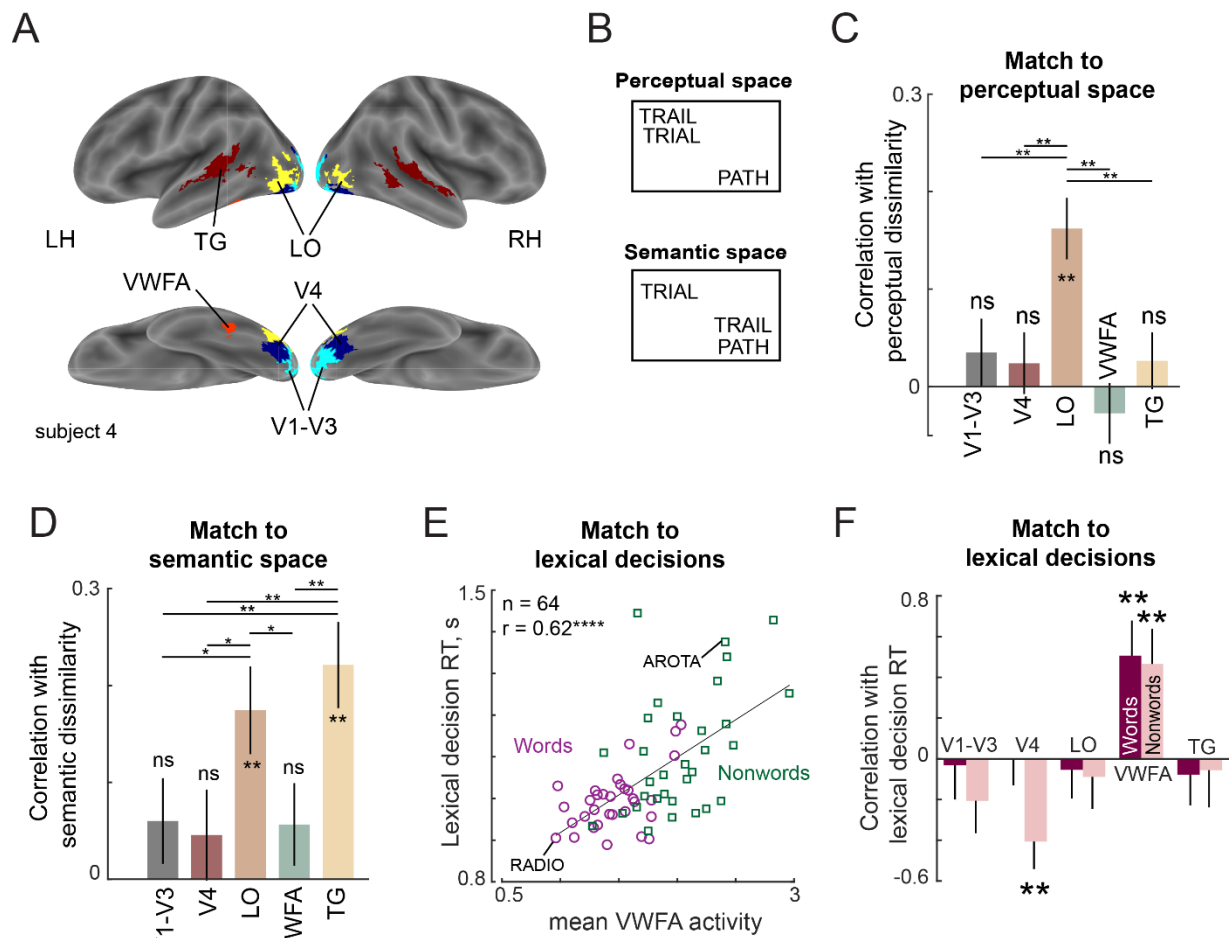 A
LH
TG
LO
RH
VWFA
V4
V1-V3
subject 4
B
Perceptual space
TRAIL
TRIAL
PATH
Semantic space
TRIAL
TRAIL
PATH
C
Match to
perceptual space
Correlation with
perceptual dissimilarity
0.3
0
**
**
**
**
ns
ns
**
ns
ns
V1-V3
V4
LO
VWFA
TG
D
Match to
semantic space
Correlation with
semantic dissimilarity
0.3
0
**
**
**
*
*
*
ns
ns
**
ns
**
1-V3
V4
LO
WFA
TG
E
Match to
lexical decisions
Lexical decision RT, s
1.5
0.8
n = 64
r = 0.62****
AROTA
Words
Nonwords
RADIO
0.5
3
mean VWFA activity
F
Match to
lexical decisions
Correlation with
lexical decision RT
0.8
0
-0.6
**
**
V1-V3
V4
LO
Words
Nonwords
VWFA
TG
**